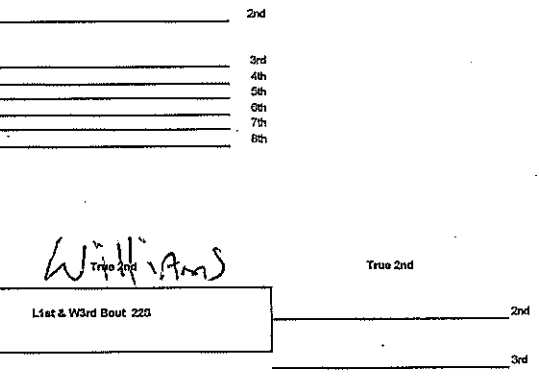 2nd
3rd
4th
5th
6th
7th
8th
Williams
True 2nd True 2nd
L1st & W3rd Bout 220
2nd
3rd